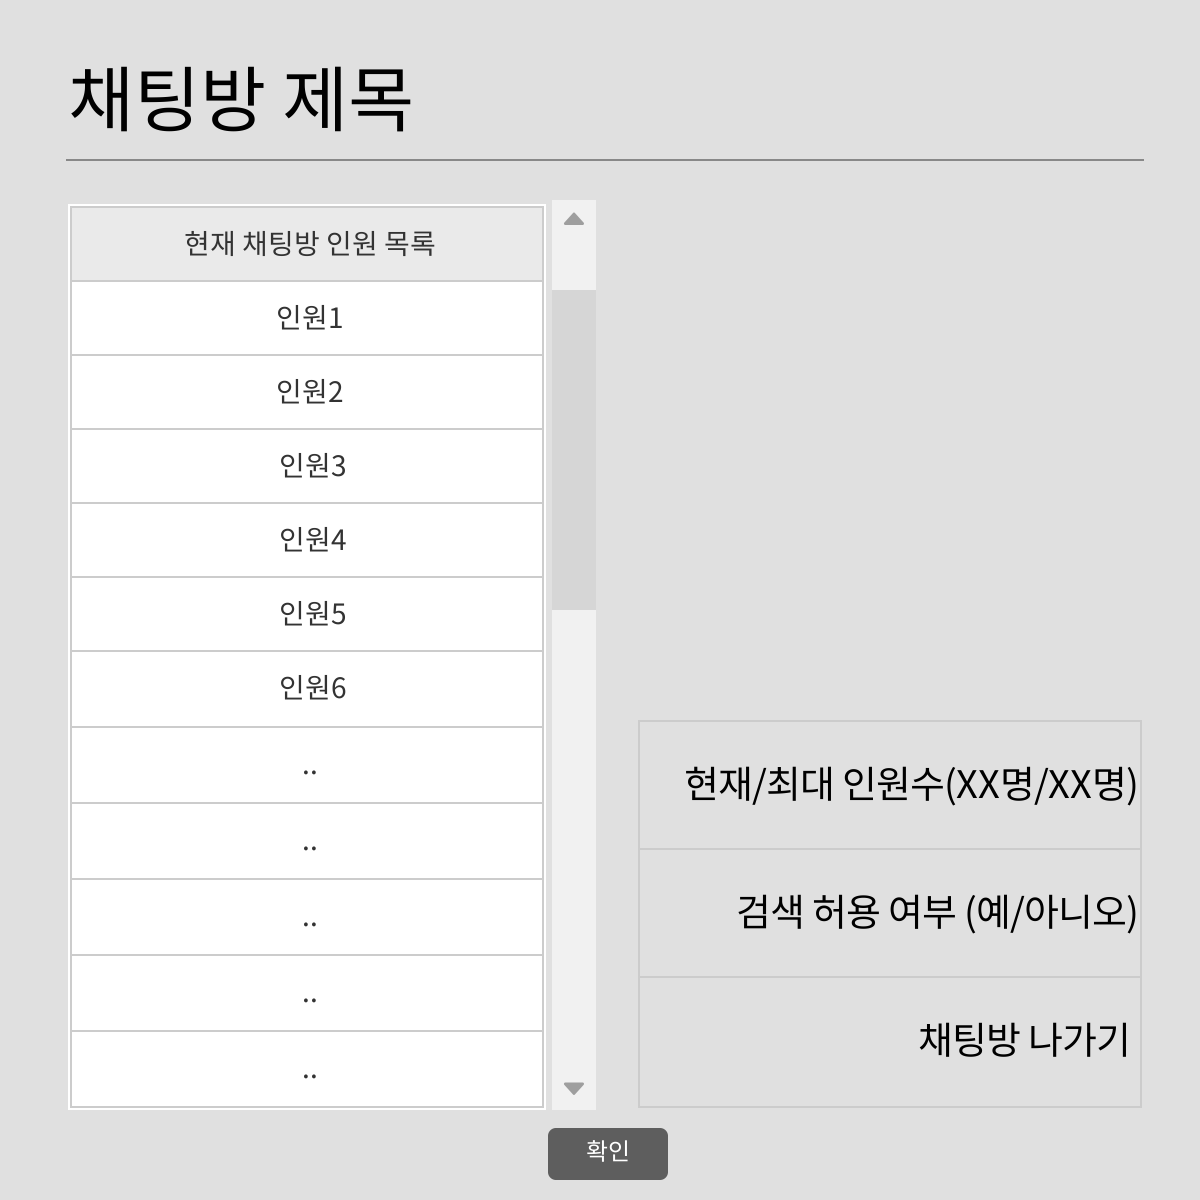 채팅방 제목
현재 채팅방 인원 목록
인원1
인원2
인원3
인원4
인원5
인원6
..
..
..
..
..
현재/최대 인원수(XX명/XX명)
검색 허용 여부 (예/아니오)
채팅방 나가기
확인